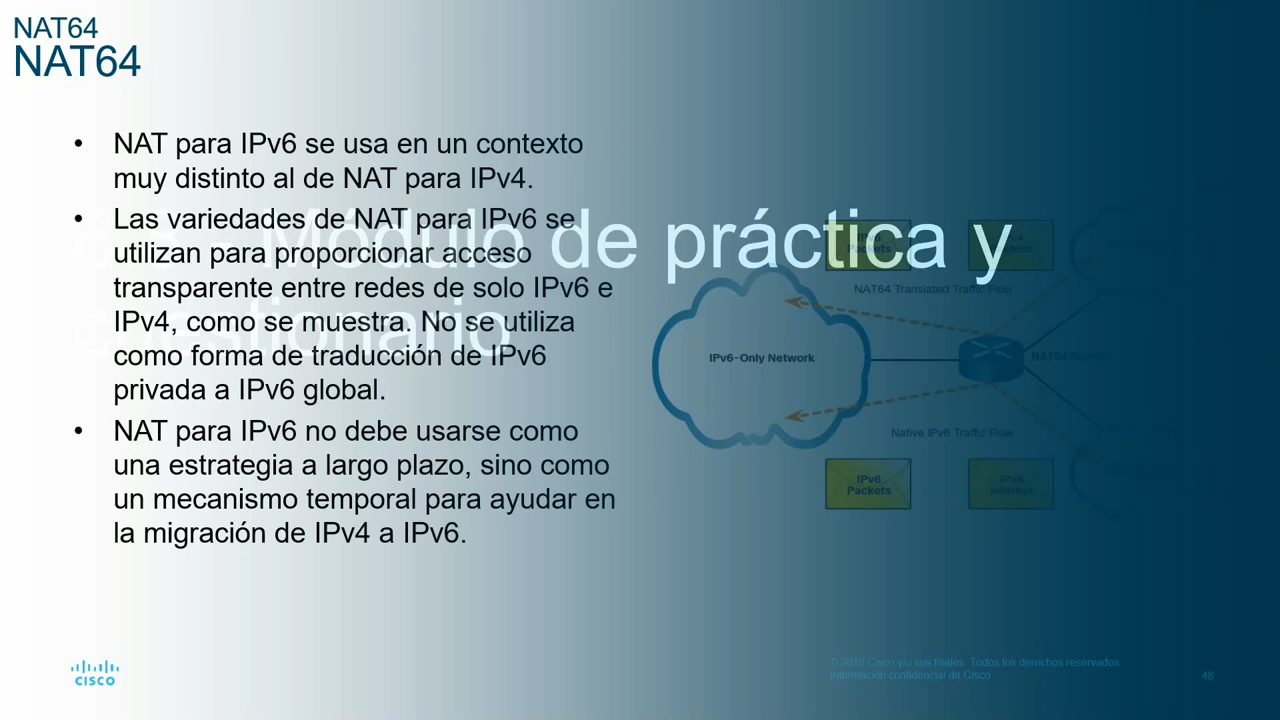 NAT64
NAT64
• NAT para IPv6 se usa en un contexto
muy distinto al de NAT para IPv4.
• Las variedades de NAT para IPv6 se
utilizan para proporcionar acceso
transparente entre redes de solo IPv6 e
IPv4, como se muestra. No se utiliza
como forma de traducción de IPv6
privada a IPv6 global.
• NAT para IPv6 no debe usarse como
una estrategia a largo plazo, sino como
un mecanismo temporal para ayudar en
la migración de IPv4 a IPv6.
Módulo de práctica y
cuestionario
Packets
NAT64 Translated Traffic Flow
IPv6-Only Network
NAT64
Native IPv6 Traffic Flow
IPv6
Packets
IPv6
Internet
CISCO
© 2016 Cisco y/o sus filiales. Todos los derechos reservados.
Información confidencial de Cisco
48